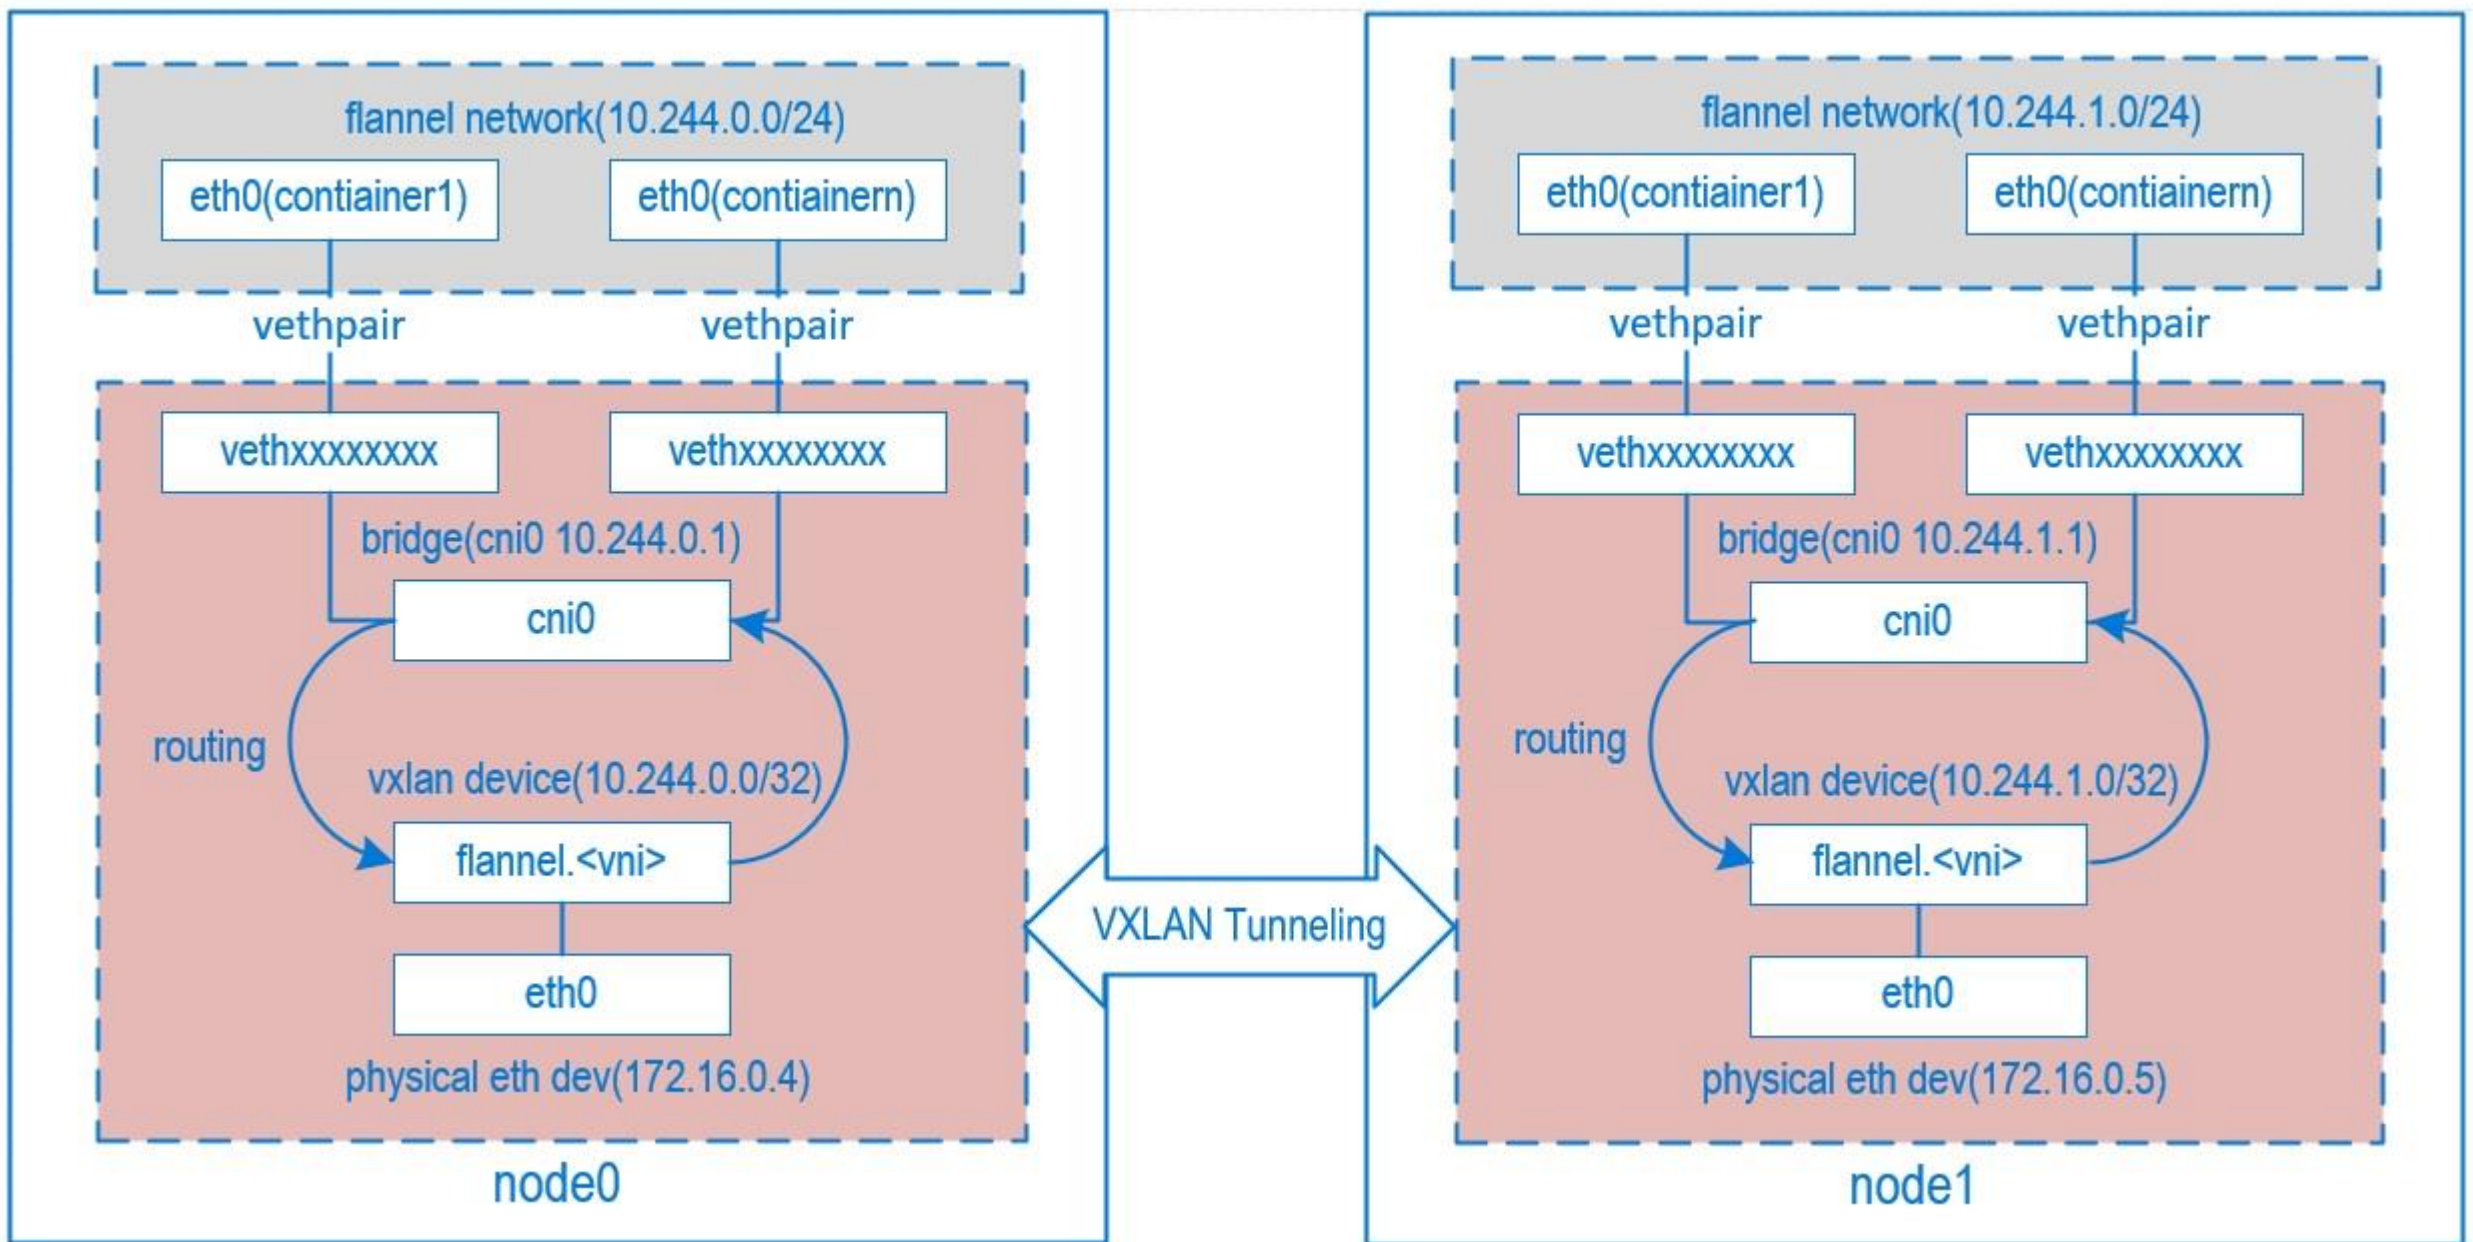 flannel network(10.244.0.0/24)
eth0(contiainer1)
eth0(contiainern)
vethpair
vethpair
vethxxxxxxxx
vethxxxxxxxx
bridge(cni0 10.244.0.1)
cni0
routing
vxlan device(10.244.0.0/32)
flannel.<vni>
eth0
physical eth dev(172.16.0.4)
node0
VXLAN Tunneling
flannel network(10.244.1.0/24)
eth0(contiainer1)
eth0(contiainern)
vethpair
vethpair
vethxxxxxxxx
vethxxxxxxxx
bridge(cni0 10.244.1.1)
cni0
routing
vxlan device(10.244.1.0/32)
flannel.<vni>
eth0
physical eth dev(172.16.0.5)
node1